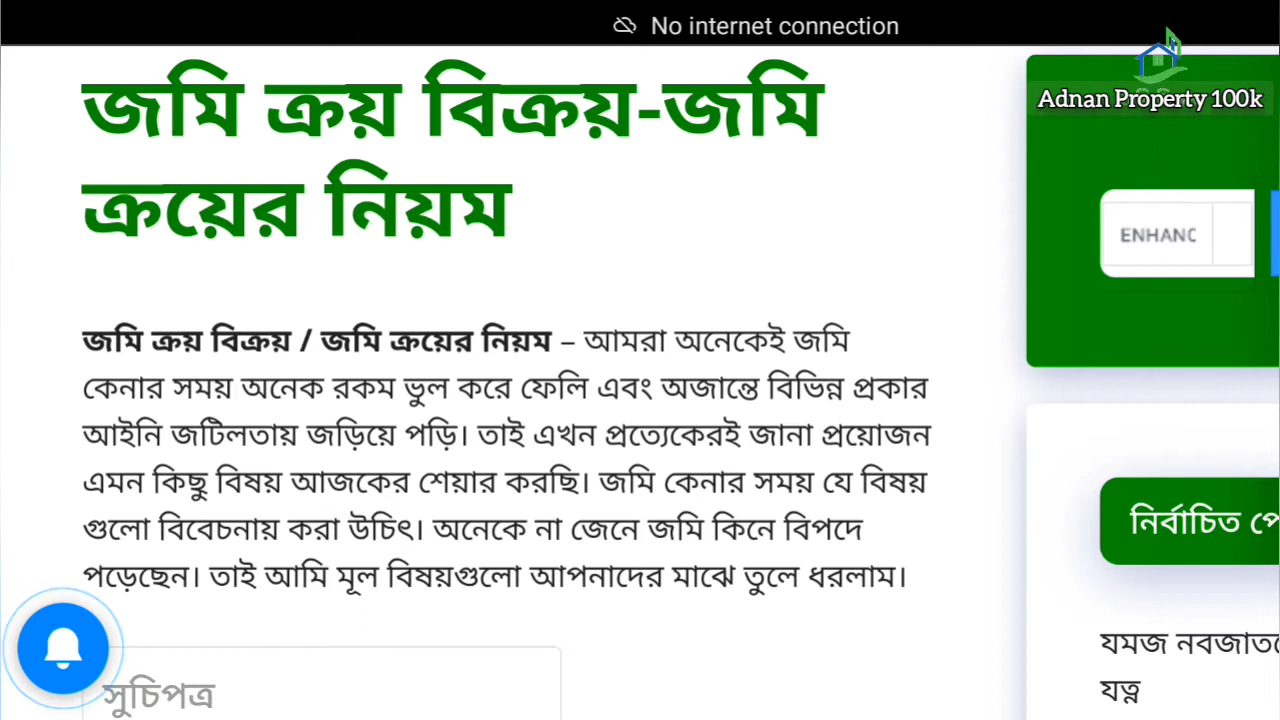 No internet connection
Adnan Property 100k
জমি ক্রয় বিক্রয়-জমি
ক্রয়ের নিয়ম
ENHANC
জমি ক্রয় বিক্রয় / জমি ক্রয়ের নিয়ম – আমরা অনেকেই জমি
কেনার সময় অনেক রকম ভুল করে ফেলি এবং অজান্তে বিভিন্ন প্রকার
আইনি জটিলতায় জড়িয়ে পড়ি। তাই এখন প্রত্যেকেরই জানা প্রয়োজন
এমন কিছু বিষয় আজকের শেয়ার করছি। জমি কেনার সময় যে বিষয়
গুলো বিবেচনায় করা উচিৎ। অনেকে না জেনে জমি কিনে বিপদে
পড়েছেন। তাই আমি মূল বিষয়গুলো আপনাদের মাঝে তুলে ধরলাম।
সুচিপত্র
নির্বাচিত
যমজ
যত্ন